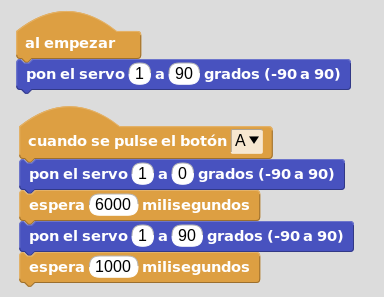 al empezar
pon el servo 1 a 90 grados (-90 a 90)
cuando se pulse el botón A
pon el servo 1 a 0 grados (-90 a 90)
espera 6000 milisegundos
pon el servo 1 a 90 grados (-90 a 90)
espera 1000 milisegundos